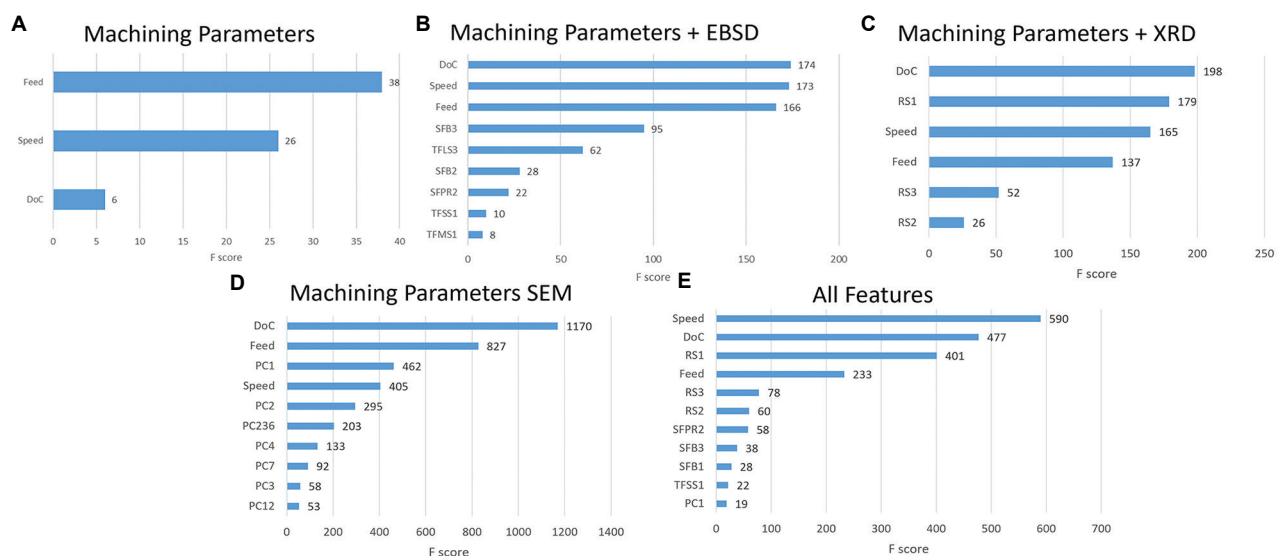 A
Machining Parameters
Feed 38
Speed 26
DoC 6
0 5 10 15 20 25 30 35 40
F score
B
Machining Parameters + EBSD
DoC 174
Speed 173
Feed 166
SFB3 95
TFLS3 62
SFB2 28
SFPR2 22
TFSS1 10
TFMS1 8
0 50 100 150 200
F score
C
Machining Parameters + XRD
DoC 198
RS1 179
Speed 165
Feed 137
RS3 52
RS2 26
0 50 100 150 200 250
F score
D
Machining Parameters SEM
DoC 1170
Feed 827
PC1 462
Speed 405
PC2 295
PC236 203
PC4 133
PC7 92
PC3 58
PC12 53
0 200 400 600 800 1000 1200 1400
F score
E
All Features
Speed 590
DoC 477
RS1 401
Feed 233
RS3 78
RS2 60
SFPR2 58
SFB3 38
SFB1 28
TFSS1 22
PC1 19
0 100 200 300 400 500 600 700
F score